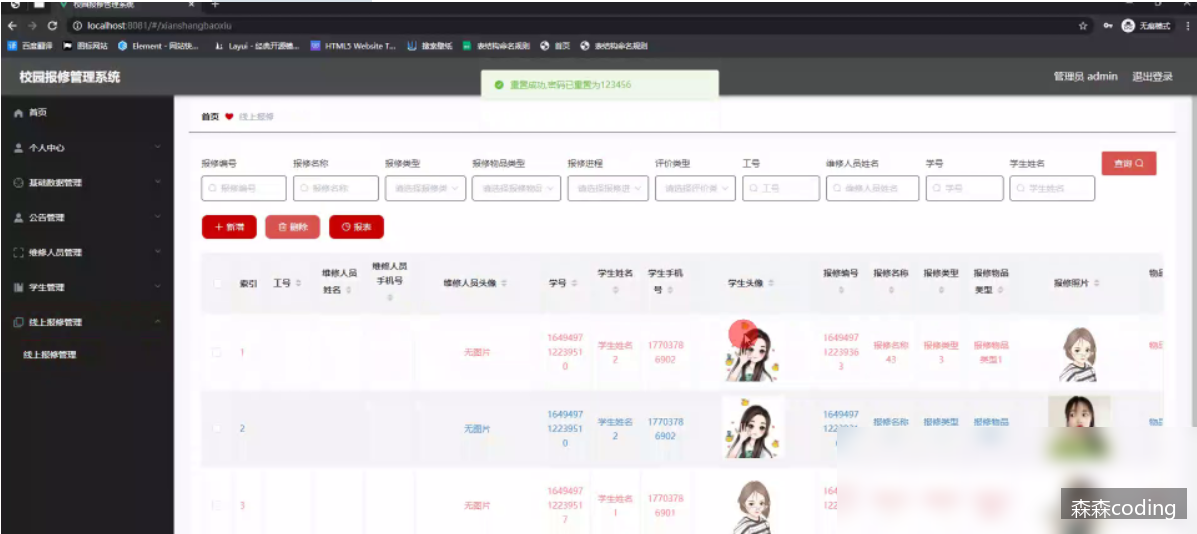 校园报修管理系统
localhost:8081/#/xianshangbaoxiu
无痕模式
百度翻译 图标网站 Element - 网站快... Layui - 经典开源模... HTML5 Website T... 搜索壁纸 表结构命名规则 首页 表结构命名规则
校园报修管理系统
重置成功,密码已重置为123456
管理员 admin 退出登录
首页
个人中心
基础数据管理
公告管理
维修人员管理
学生管理
线上报修管理
线上报修管理
首页 线上报修
报修编号 报修名称 报修类型 报修物品类型 报修进程 评价类型 工号 维修人员姓名 学号 学生姓名
报修编号 报修名称 请选择报修类 请选择报修物品 请选择报修进 请选择评价类 工号 维修人员姓名 学号 学生姓名
查询
新增 删除 报表
索引 工号 维修人员姓名 维修人员手机号 维修人员头像 学号 学生姓名 学生手机号 学生头像 报修编号 报修名称 报修类型 报修物品类型 报修照片 物品
1 无图片 164949712239510 学生姓名2 17703786902 164949712239363 报修名称43 报修类型3 报修物品类型1 物品
2 无图片 164949712239510 学生姓名2 17703786902 1649497 报修名称 报修类型 报修物品 物品
3 无图片 164949712239517 学生姓名1 17703786901 164
森森coding